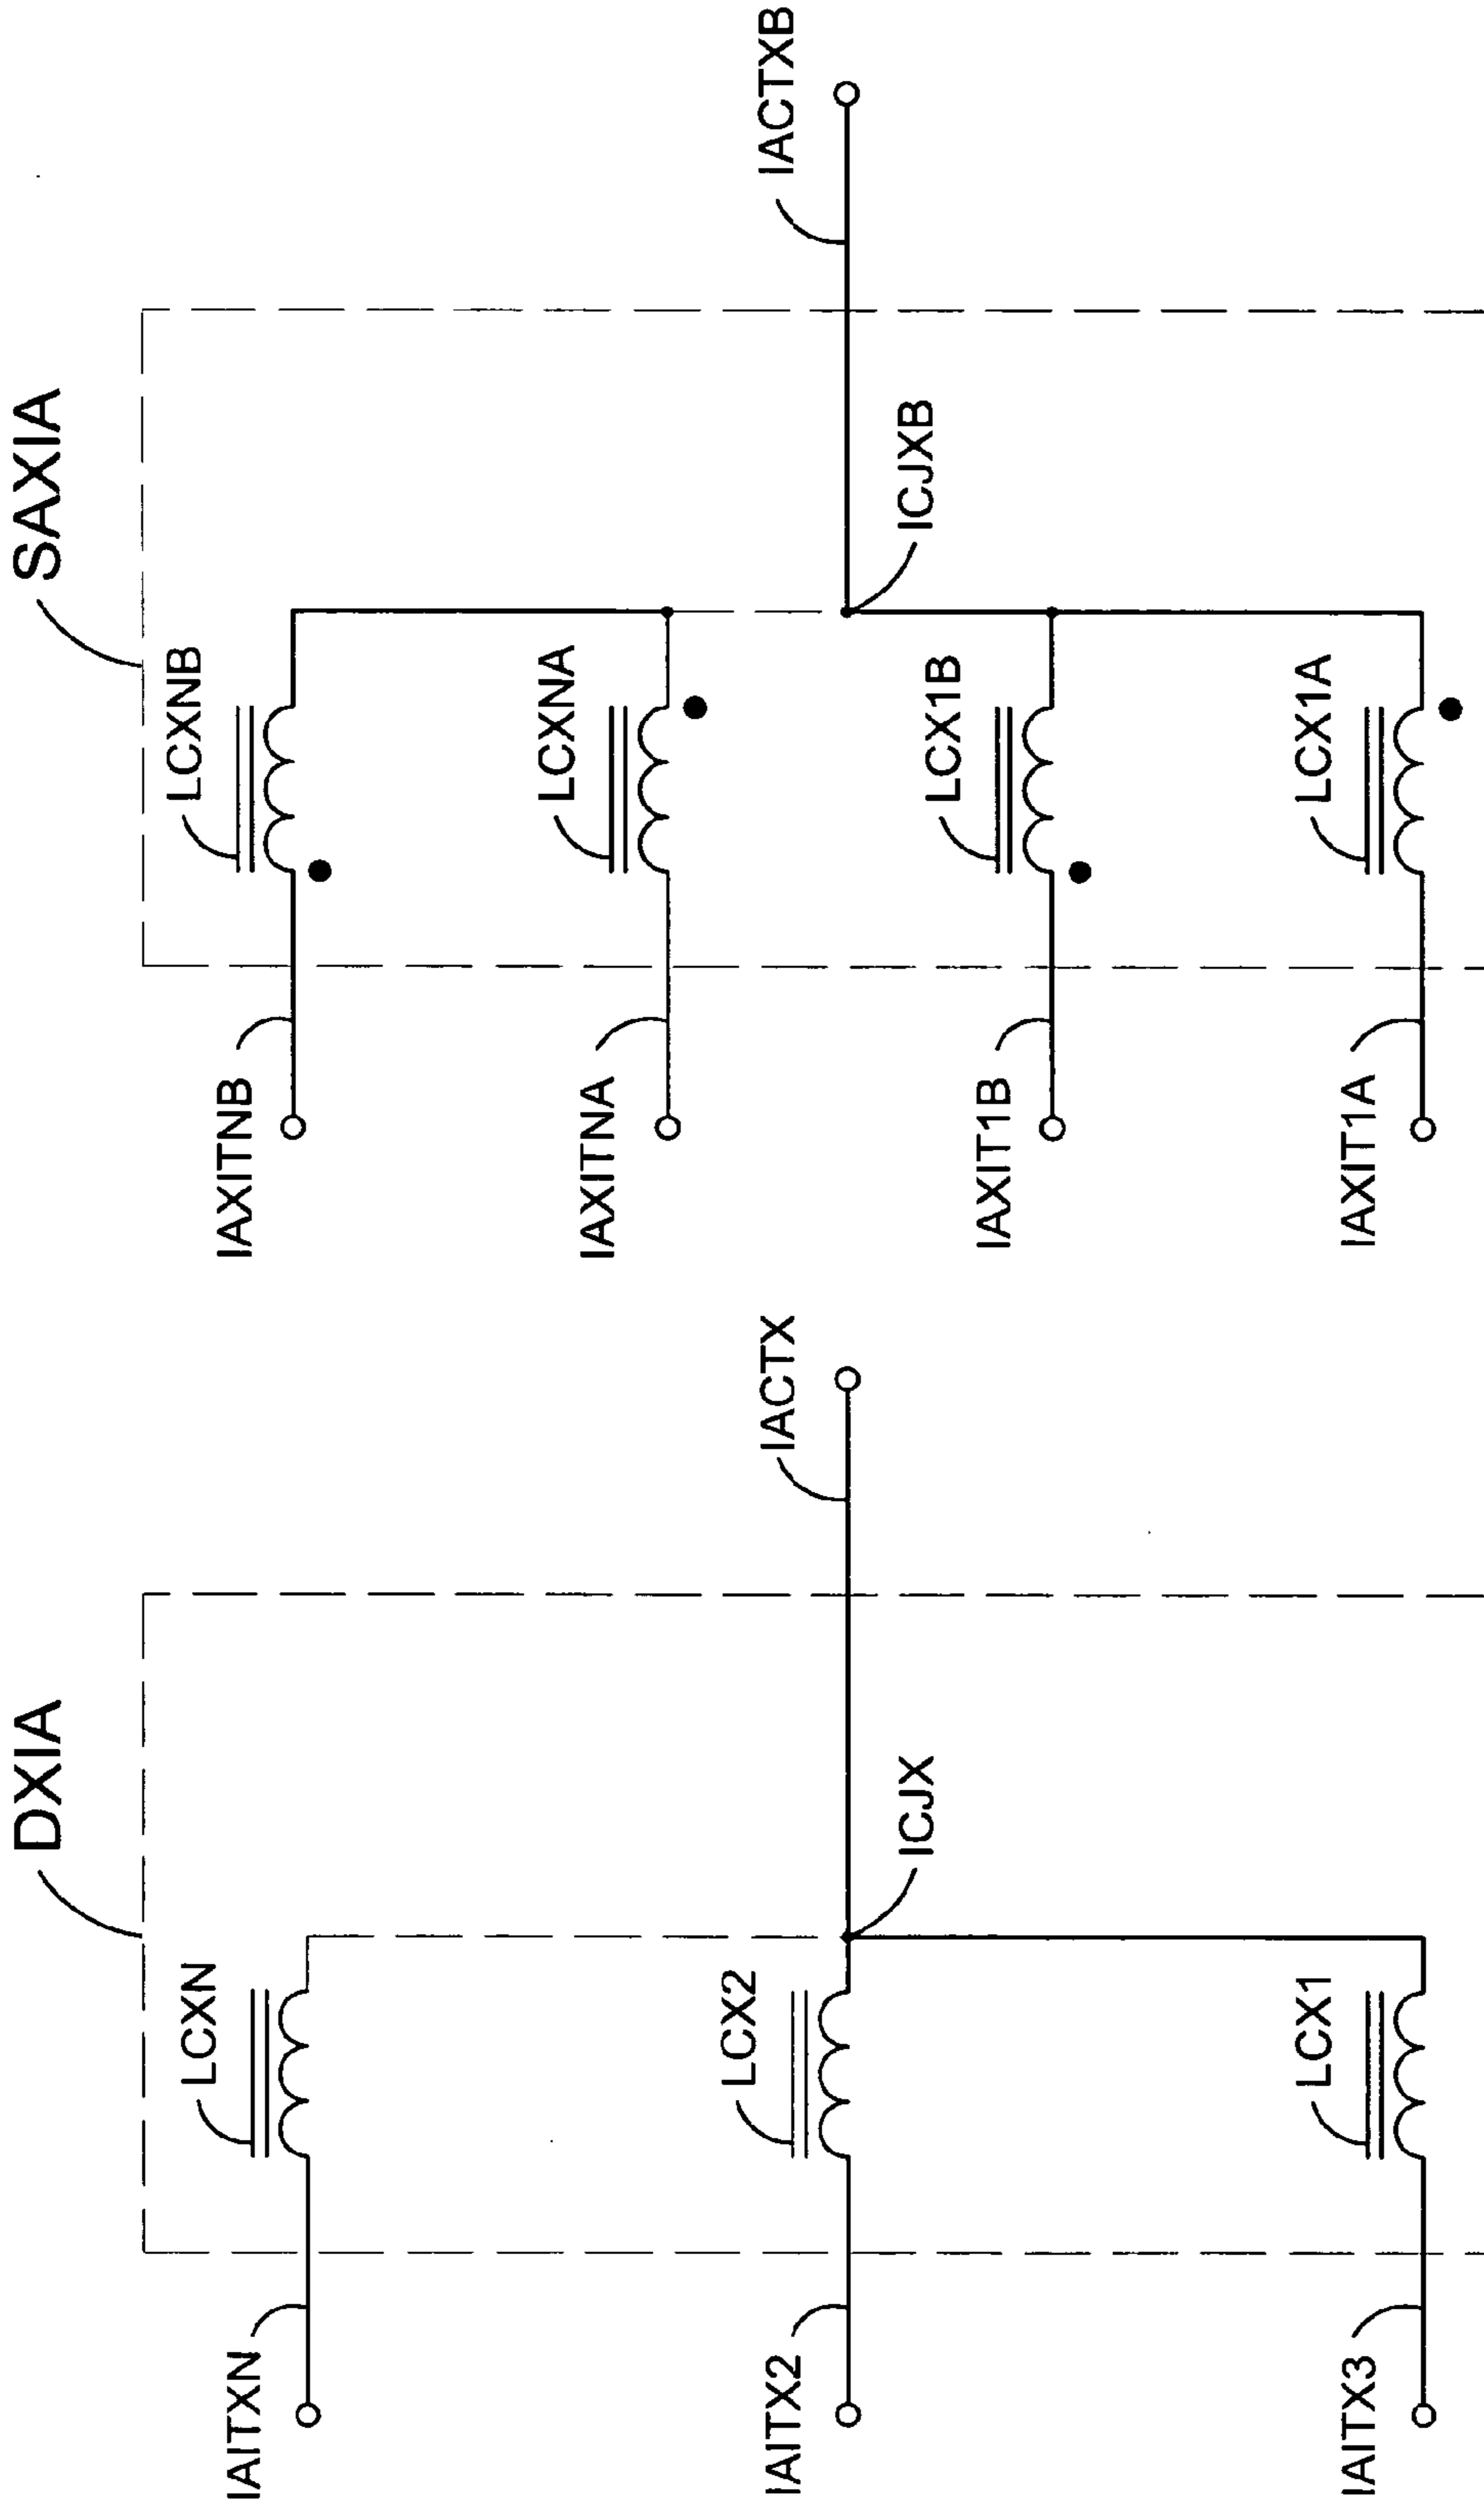 DXIA
LCXN
IAITXN
LCX2
IAITX2
LCX1
IAITX3
ICJX
IACTX
SAXIA
LCXNB
IAXITNB
LCXNA
IAXITNA
LCX1B
IAXIT1B
LCX1A
IAXIT1A
ICJXB
IACTXB